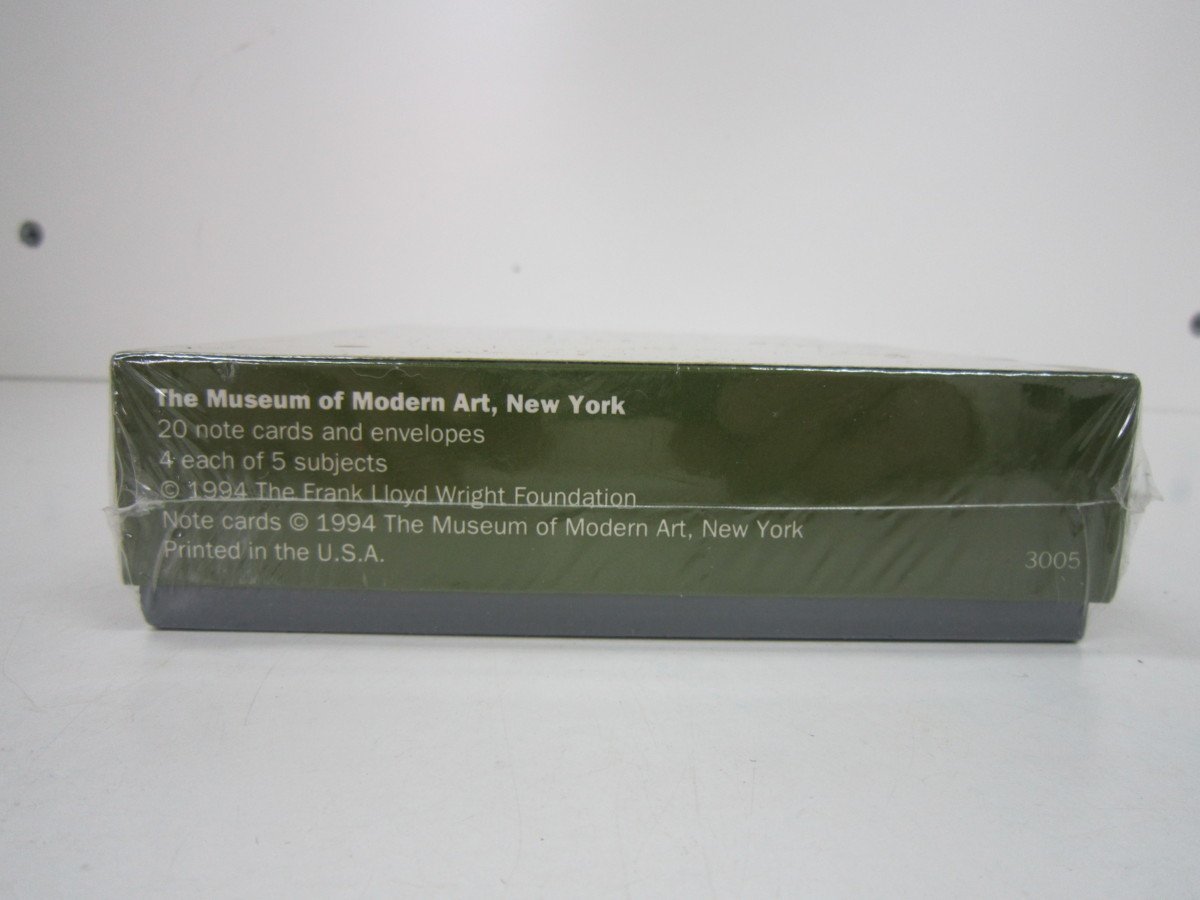 The Museum of Modern Art, New York
20 note cards and envelopes
4 each of 5 subjects
© 1994 The Frank Lloyd Wright Foundation
Note cards © 1994 The Museum of Modern Art, New York
Printed in the U.S.A.
3005